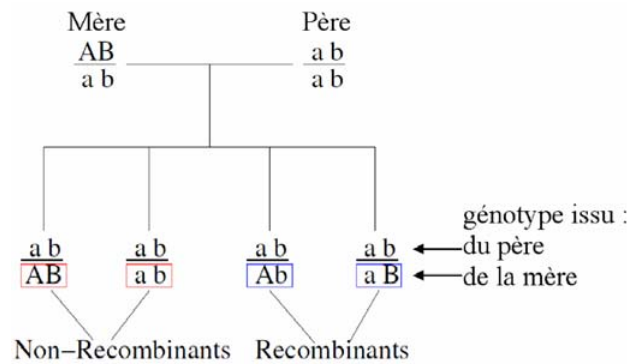 Mère Père
AB a b
a b a b
génotype issu :
a b a b a b a b du père
AB a b Ab a B de la mère
Non-Recombinants Recombinants